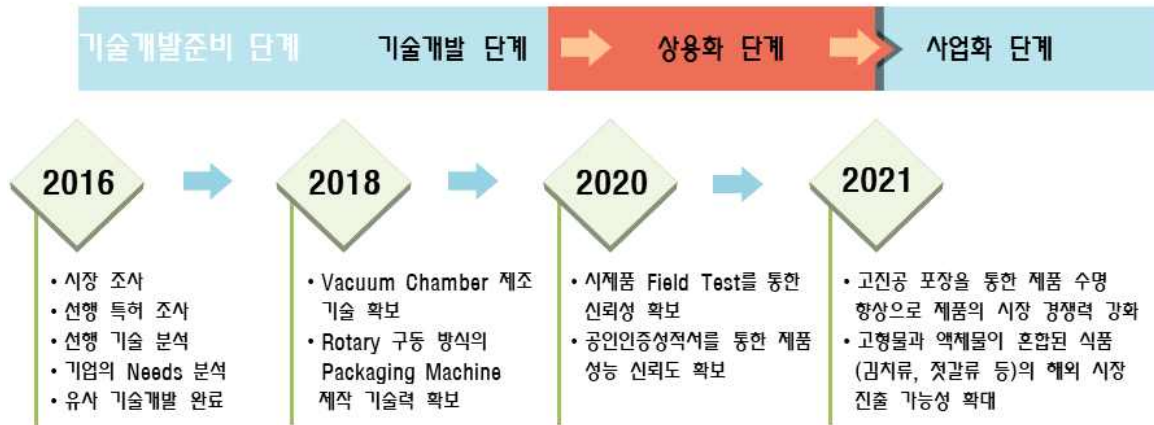 기술개발준비 단계
기술개발 단계
상용화 단계
사업화 단계
2016
2018
2020
2021
• 시장 조사
• 선행 특허 조사
• 선행 기술 분석
• 기업의 Needs 분석
• 유사 기술개발 완료
• Vacuum Chamber 제조
기술 확보
• Rotary 구동 방식의
Packaging Machine
제작 기술력 확보
• 시제품 Field Test를 통한
신뢰성 확보
• 공인인증성적서를 통한 제품
성능 신뢰도 확보
• 고진공 포장을 통한 제품 수명
향상으로 제품의 시장 경쟁력 강화
• 고형물과 액체물이 혼합된 식품
(김치류, 젓갈류 등)의 해외 시장
진출 가능성 확대